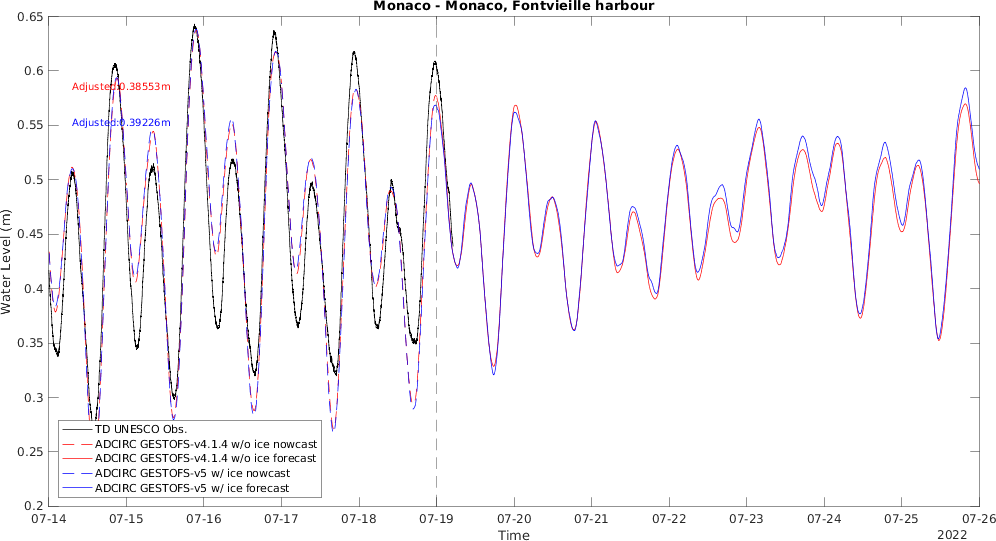 Monaco - Monaco, Fontvieille harbour
Water Level (m)
0.65
0.6
0.55
0.5
0.45
0.4
0.35
0.3
0.25
0.2
Adjusted:0.38553m
Adjusted:0.39226m
TD UNESCO Obs.
ADCIRC GESTOFS-v4.1.4 w/o ice nowcast
ADCIRC GESTOFS-v4.1.4 w/o ice forecast
ADCIRC GESTOFS-v5 w/ ice nowcast
ADCIRC GESTOFS-v5 w/ ice forecast
07-14 07-15 07-16 07-17 07-18 07-19 07-20 07-21 07-22 07-23 07-24 07-25 07-26
Time
2022